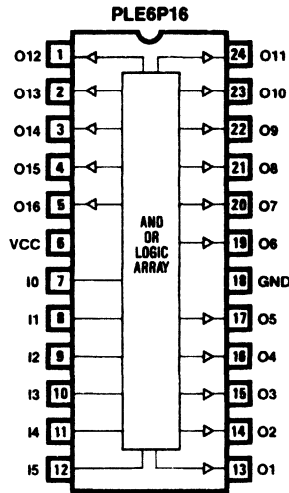 PLE6P16
O12 1 24 O11
O13 2 23 O10
O14 3 22 O9
O15 4 21 O8
O16 5 20 O7
VCC 6 19 O6
AND
OR
LOGIC
ARRAY
I0 7 18 GND
I1 8 17 O5
I2 9 16 O4
I3 10 15 O3
I4 11 14 O2
I5 12 13 O1